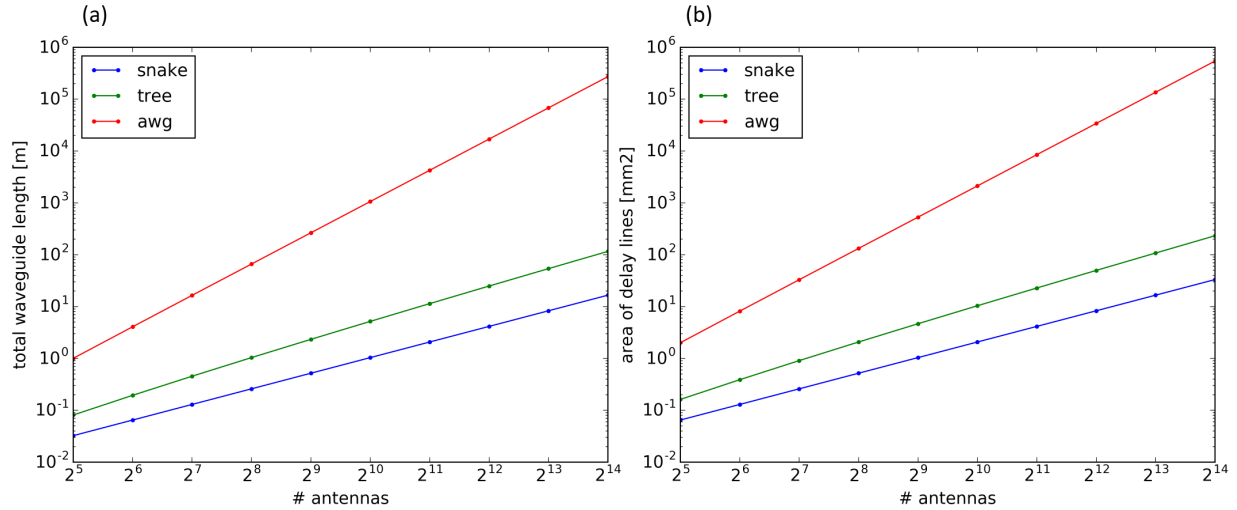 (a)
total waveguide length [m]
10^6
10^5
10^4
10^3
10^2
10^1
10^0
10^-1
10^-2
snake
tree
awg
2^5 2^6 2^7 2^8 2^9 2^10 2^11 2^12 2^13 2^14
# antennas
(b)
area of delay lines [mm2]
10^6
10^5
10^4
10^3
10^2
10^1
10^0
10^-1
10^-2
snake
tree
awg
2^5 2^6 2^7 2^8 2^9 2^10 2^11 2^12 2^13 2^14
# antennas